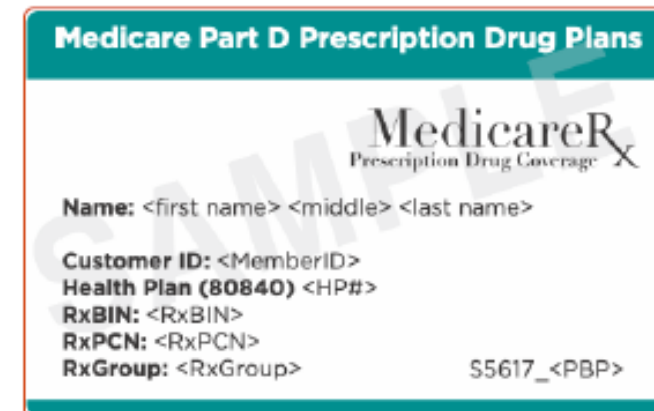 Medicare Part D Prescription Drug Plans
MedicareRx
Prescription Drug Coverage
Name: <first name> <middle> <last name>
Customer ID: <MemberID>
Health Plan (80840) <HP#>
RxBIN: <RxBIN>
RxPCN: <RxPCN>
RxGroup: <RxGroup> S5617_<PBP>
SAMPLE